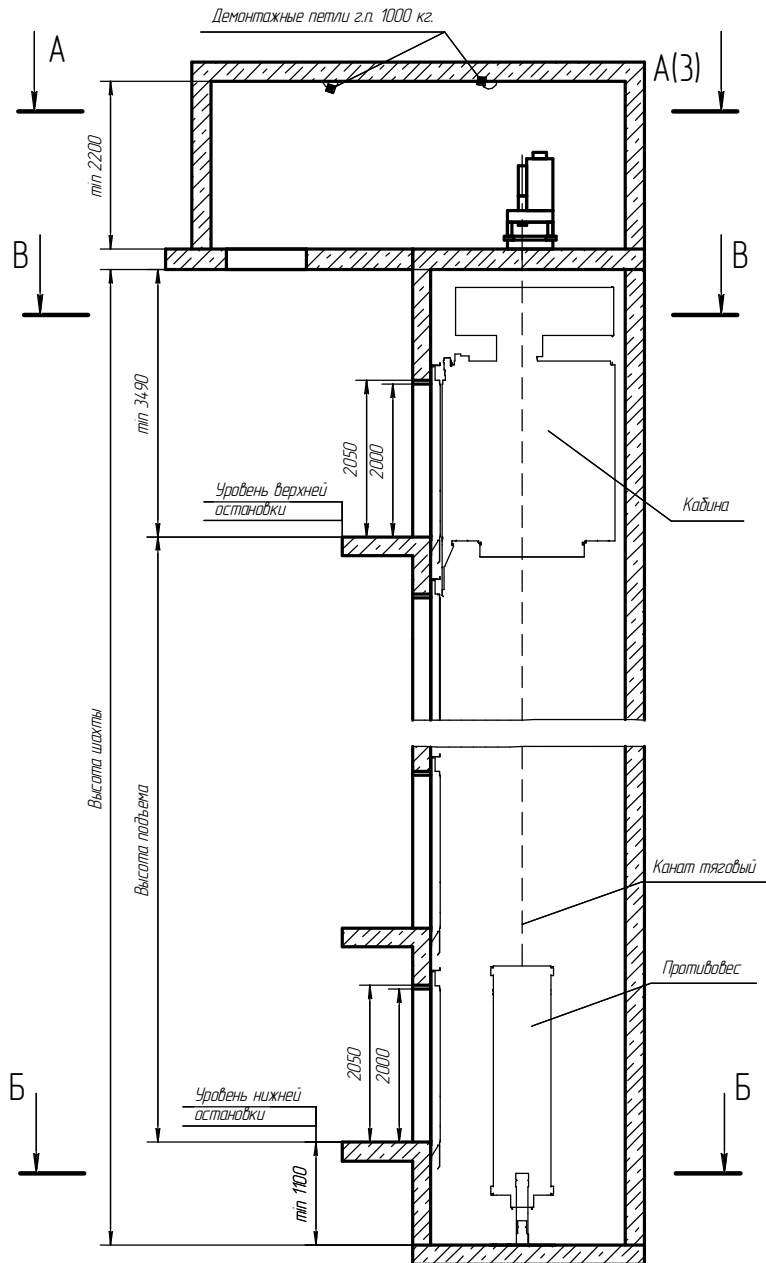 Демонтажные петли г.п. 1000 кг.
А
А(3)
min 2200
В
В
min 3490
2050
2000
Уровень верхней
остановки
Кабина
Высота шахты
Высота подъема
Канат тяговый
Противовес
2050
2000
Б
Б
Уровень нижней
остановки
min 1100